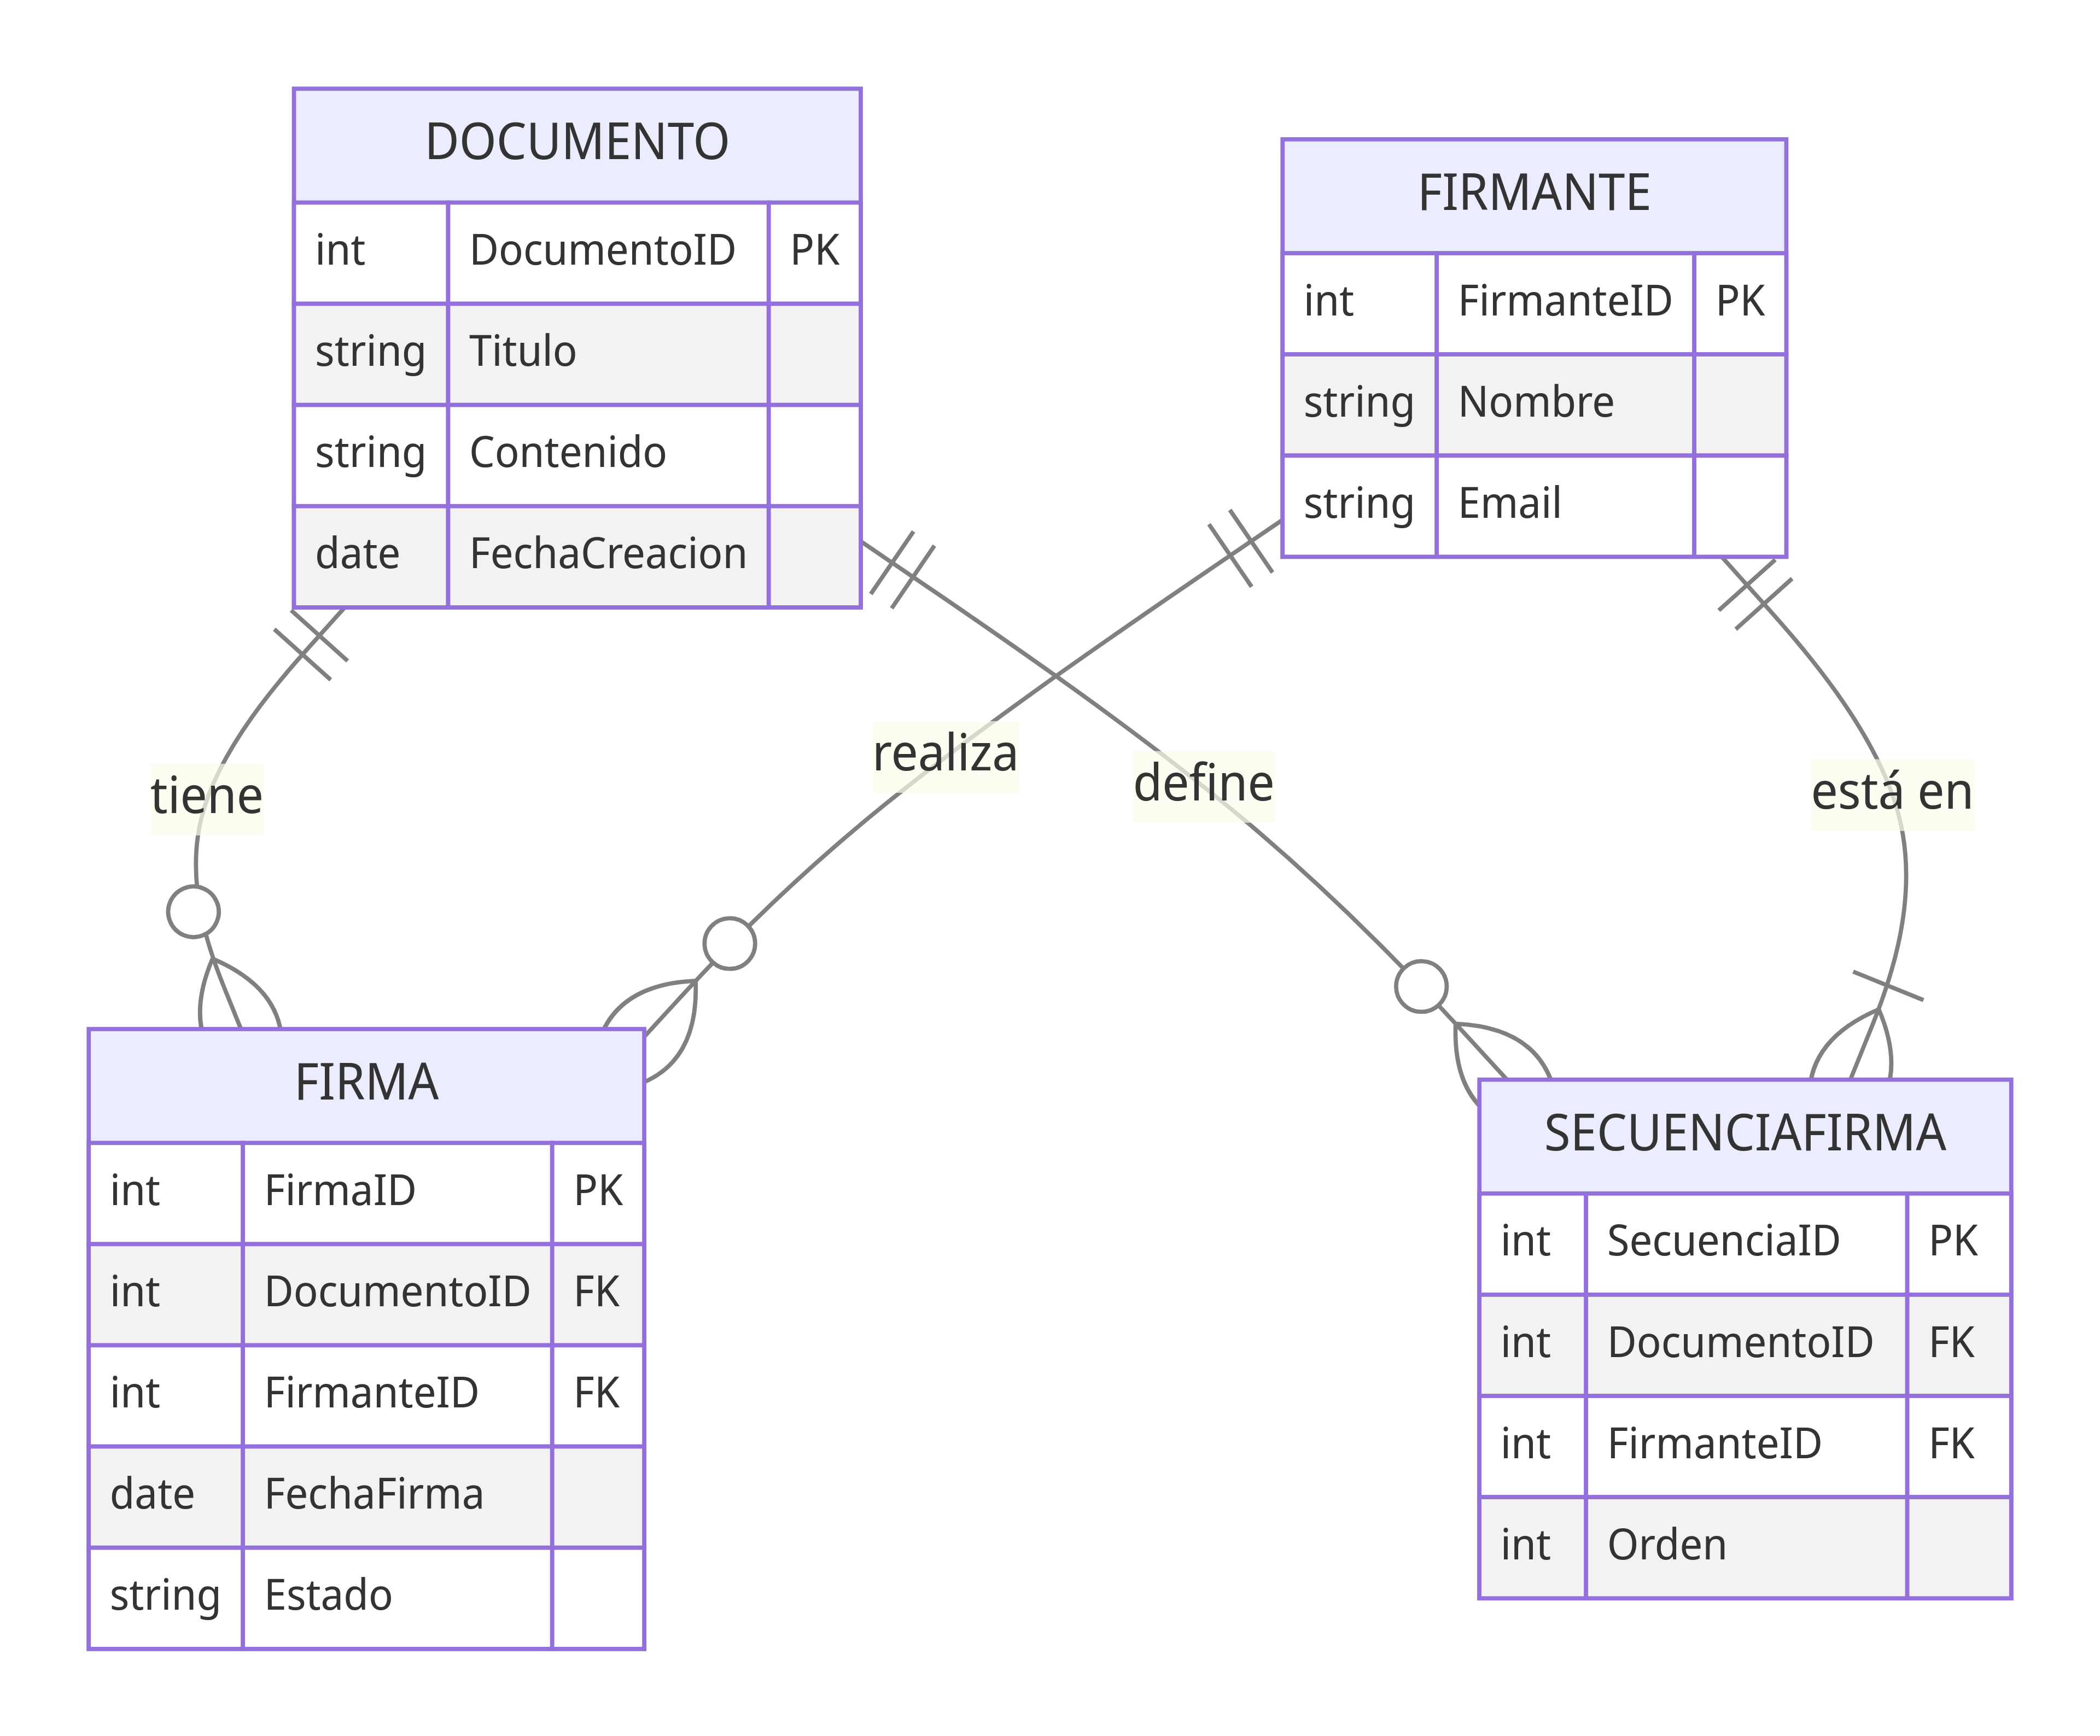 DOCUMENTO
int DocumentoID PK
string Titulo
string Contenido
date FechaCreacion
FIRMANTE
int FirmanteID PK
string Nombre
string Email
tiene
realiza
define
está en
FIRMA
int FirmaID PK
int DocumentoID FK
int FirmanteID FK
date FechaFirma
string Estado
SECUENCIAFIRMA
int SecuenciaID PK
int DocumentoID FK
int FirmanteID FK
int Orden